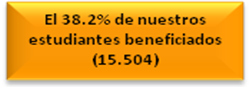 El 38.2% de nuestros
estudiantes beneficiados
(15.504)